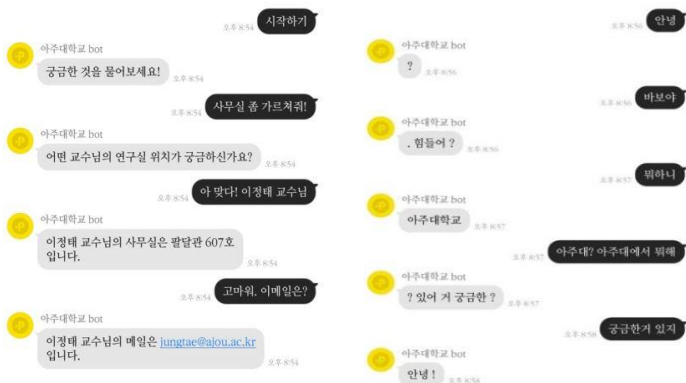 시작하기
오후 8:54
아주대학교 bot
궁금한 것을 물어보세요!
오후 8:54
사무실 좀 가르쳐줘!
오후 8:54
아주대학교 bot
어떤 교수님의 연구실 위치가 궁금하신가요?
오후 8:54
아 맞다! 이정태 교수님
오후 8:54
아주대학교 bot
이정태 교수님의 사무실은 팔달관 607호
입니다.
오후 8:54
고마워. 이메일은?
오후 8:54
아주대학교 bot
이정태 교수님의 메일은 jungtae@ajou.ac.kr
입니다.
오후 8:54
안녕
오후 8:56
아주대학교 bot
?
오후 8:56
바보야
오후 8:56
아주대학교 bot
. 힘들어 ?
오후 8:56
뭐하니
오후 8:57
아주대학교 bot
아주대학교
오후 8:57
아주대? 아주대에서 뭐해
오후 8:57
아주대학교 bot
? 있어 거 궁금한 ?
오후 8:57
궁금한거 있지
오후 8:58
아주대학교 bot
안녕 !
오후 8:58